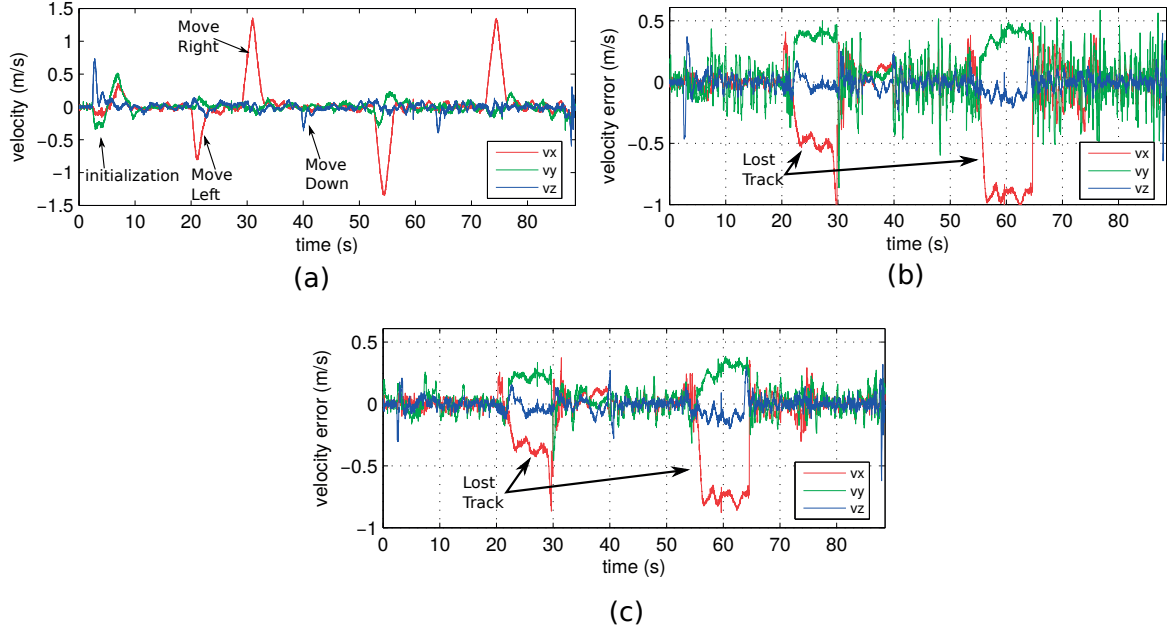 velocity (m/s)
1.5
1
0.5
0
−0.5
−1
−1.5
Move
Right
initialization
Move
Left
Move
Down
vx
vy
vz
0 10 20 30 40 50 60 70 80
time (s)
(a)
velocity error (m/s)
0.5
0
−0.5
−1
Lost
Track
vx
vy
vz
0 10 20 30 40 50 60 70 80
time (s)
(b)
velocity error (m/s)
0.5
0
−0.5
−1
Lost
Track
vx
vy
vz
0 10 20 30 40 50 60 70 80
time (s)
(c)